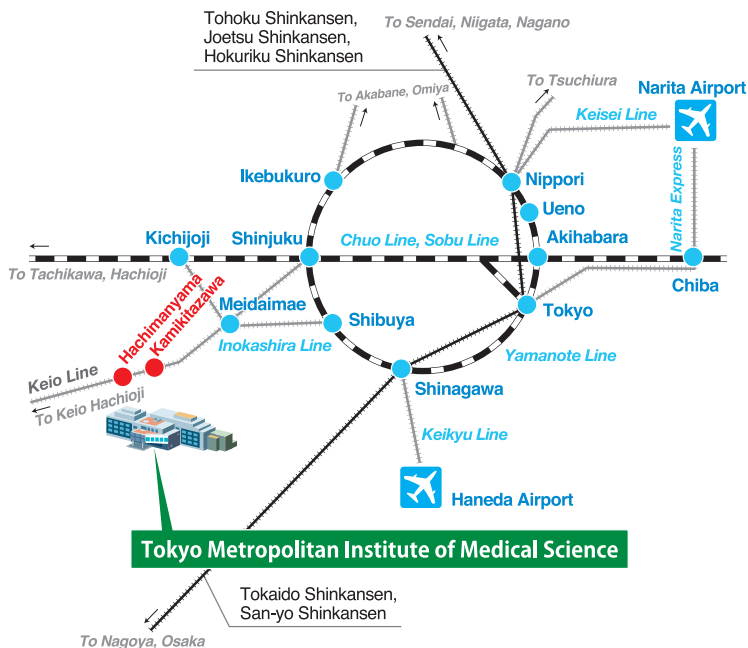 Tohoku Shinkansen,
Joetsu Shinkansen,
Hokuriku Shinkansen
To Sendai, Niigata, Nagano
To Tsuchiura
Narita Airport
To Akabane, Omiya
Keisei Line
Ikebukuro
Nippori
Ueno
Narita Express
Kichijoji
Shinjuku
Chuo Line, Sobu Line
Akihabara
To Tachikawa, Hachioji
Chiba
Hachimanyama
Kamikitazawa
Meidaimae
Shibuya
Tokyo
Inokashira Line
Yamanote Line
Keio Line
To Keio Hachioji
Shinagawa
Keikyu Line
Haneda Airport
Tokyo Metropolitan Institute of Medical Science
Tokaido Shinkansen,
San-yo Shinkansen
To Nagoya, Osaka